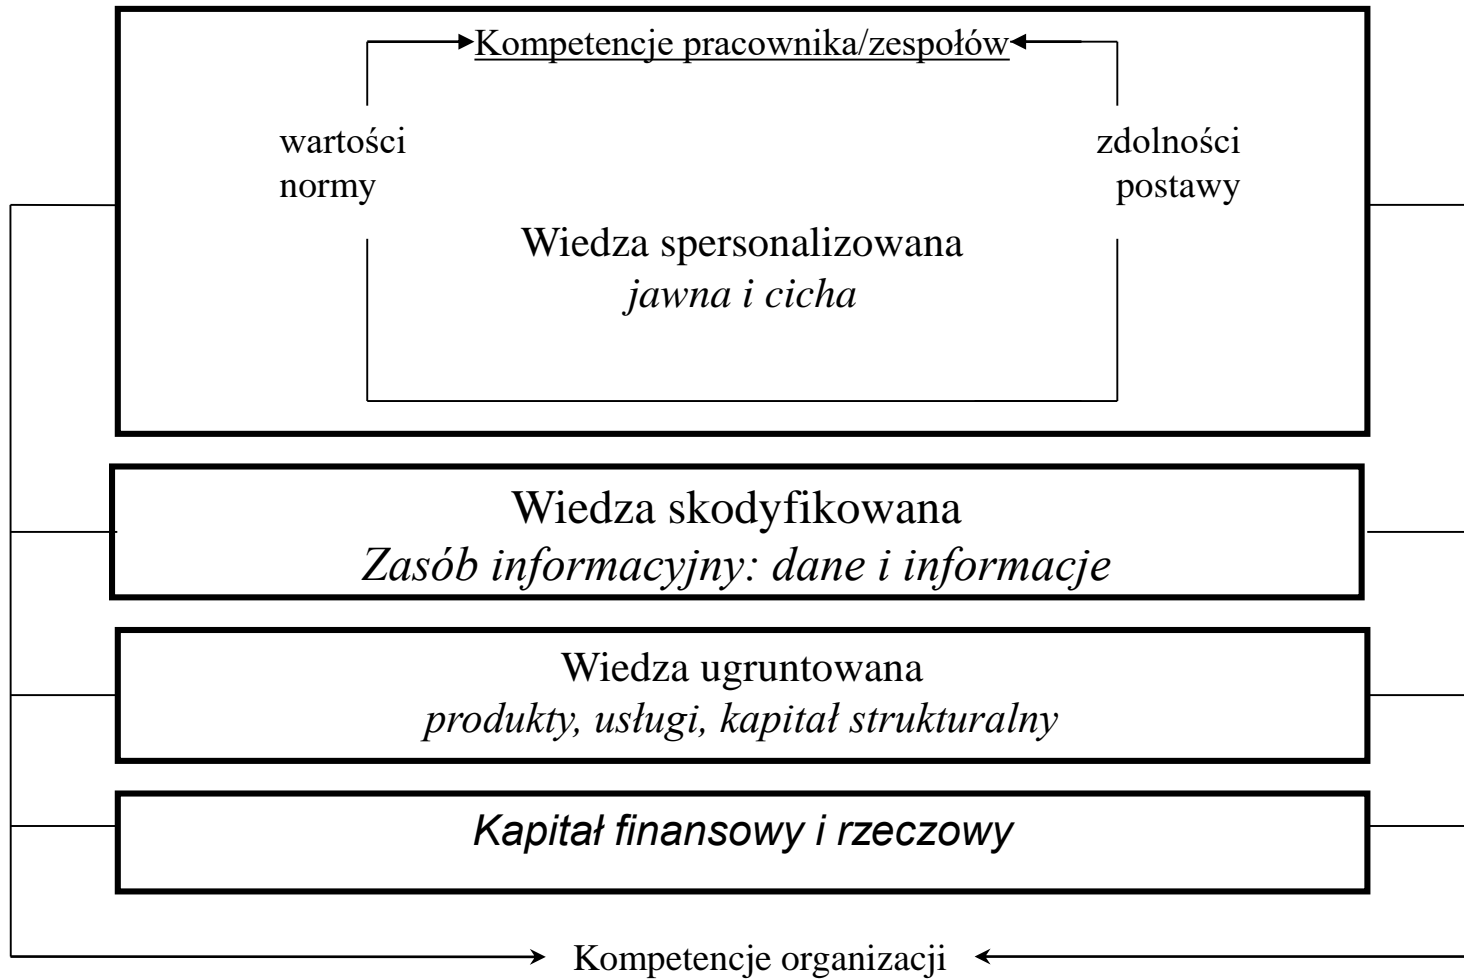 Kompetencje pracownika/zespołów
wartości
normy
zdolności
postawy
Wiedza spersonalizowana
jawna i cicha
Wiedza skodyfikowana
Zasób informacyjny: dane i informacje
Wiedza ugruntowana
produkty, usługi, kapitał strukturalny
Kapitał finansowy i rzeczowy
Kompetencje organizacji